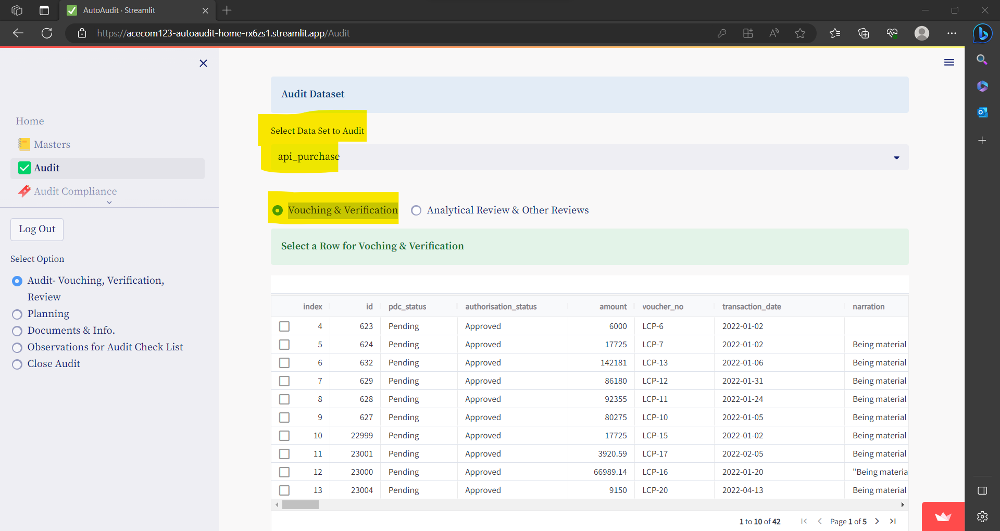 AutoAudit · Streamlit
https://acecom123-autoaudit-home-rx6zs1.streamlit.app/Audit
Home
Masters
Audit
Audit Compliance
Log Out
Select Option
Audit- Vouching, Verification,
Review
Planning
Documents & Info.
Observations for Audit Check List
Close Audit
Audit Dataset
Select Data Set to Audit
api_purchase
Vouching & Verification Analytical Review & Other Reviews
Select a Row for Voching & Verification
index id pdc_status authorisation_status amount voucher_no transaction_date narration
4 623 Pending Approved 6000 LCP-6 2022-01-02
5 624 Pending Approved 17725 LCP-7 2022-01-02 Being material
6 632 Pending Approved 142181 LCP-13 2022-01-06 Being material
7 629 Pending Approved 86180 LCP-12 2022-01-31 Being material
8 628 Pending Approved 92355 LCP-11 2022-01-24 Being material
9 627 Pending Approved 80275 LCP-10 2022-01-05 Being material
10 22999 Pending Approved 17725 LCP-15 2022-01-02 Being material
11 23001 Pending Approved 3920.59 LCP-17 2022-02-05 Being material
12 23000 Pending Approved 66989.14 LCP-16 2022-01-20 "Being materia
13 23004 Pending Approved 9150 LCP-20 2022-04-13 Being material
1 to 10 of 42 Page 1 of 5